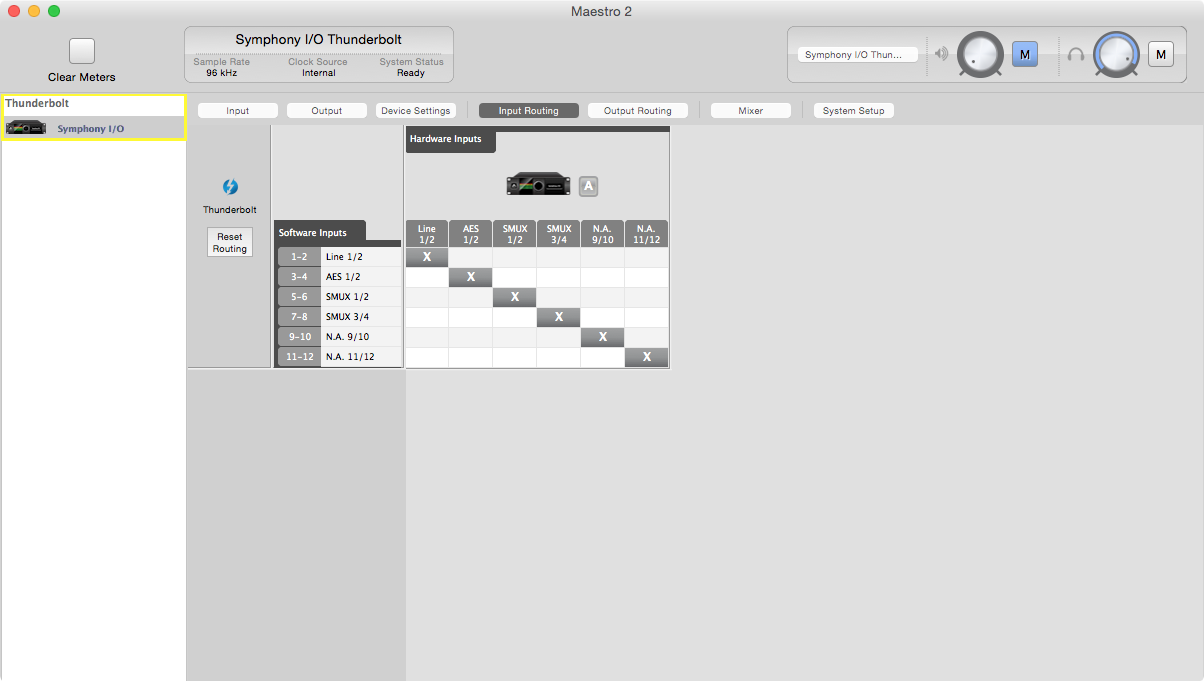 Maestro 2
Clear Meters
Symphony I/O Thunderbolt
Sample Rate Clock Source System Status
96 kHz Internal Ready
Symphony I/O Thun...
M
M
Thunderbolt
Symphony I/O
Input Output Device Settings Input Routing Output Routing Mixer System Setup
Hardware Inputs
A
Thunderbolt
Reset
Routing
Software Inputs
Line AES SMUX SMUX N.A. N.A.
1/2 1/2 1/2 3/4 9/10 11/12
1-2 Line 1/2 X
3-4 AES 1/2 X
5-6 SMUX 1/2 X
7-8 SMUX 3/4 X
9-10 N.A. 9/10 X
11-12 N.A. 11/12 X